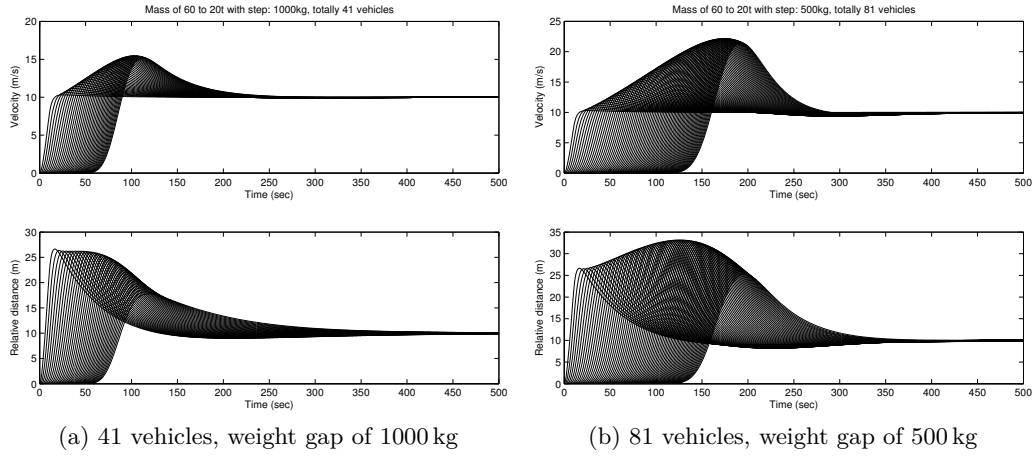 Mass of 60 to 20t with step: 1000kg, totally 41 vehicles
20
15
10
5
0
Velocity (m/s)
0 50 100 150 200 250 300 350 400 450 500
Time (sec)
30
25
20
15
10
5
0
Relative distance (m)
0 50 100 150 200 250 300 350 400 450 500
Time (sec)
(a) 41 vehicles, weight gap of 1000 kg
Mass of 60 to 20t with step: 500kg, totally 81 vehicles
25
20
15
10
5
0
Velocity (m/s)
0 50 100 150 200 250 300 350 400 450 500
Time (sec)
35
30
25
20
15
10
5
0
Relative distance (m)
0 50 100 150 200 250 300 350 400 450 500
Time (sec)
(b) 81 vehicles, weight gap of 500 kg